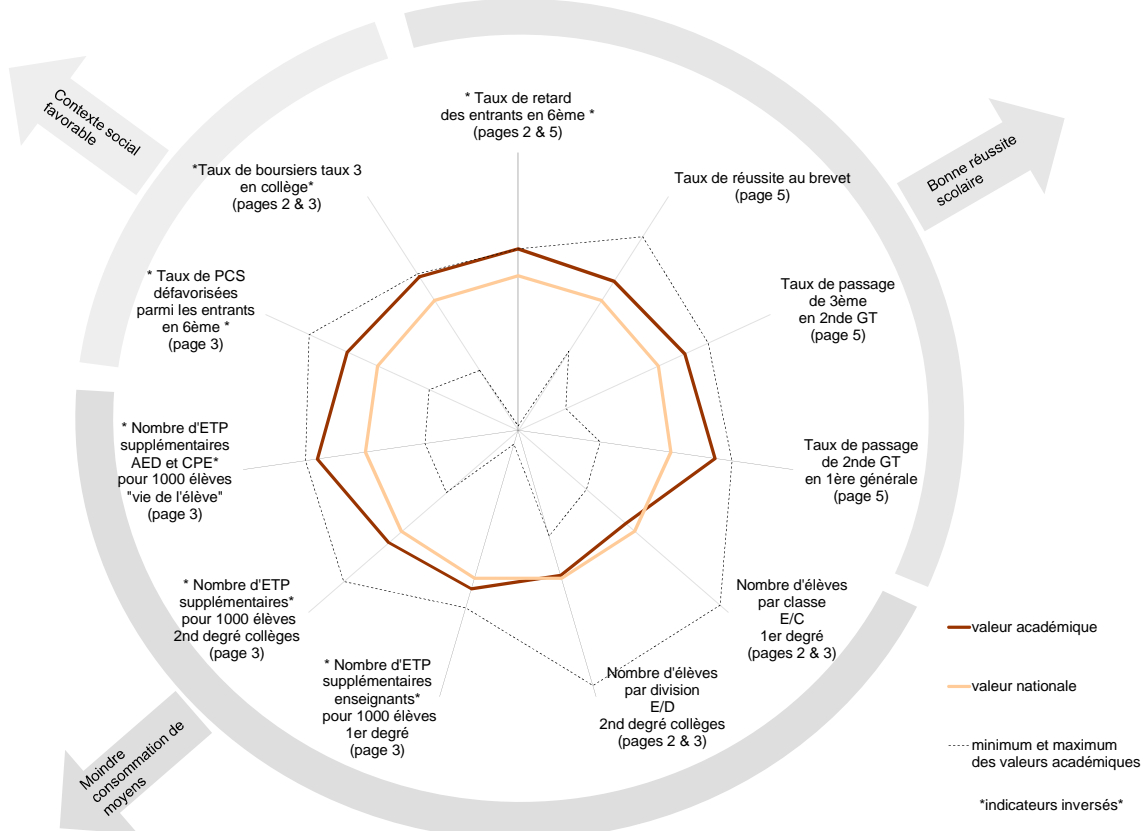 * Taux de retard
des entrants en 6ème *
(pages 2 & 5)
Contexte social
favorable
Bonne réussite
scolaire
*Taux de boursiers taux 3
en collège*
(pages 2 & 3)
Taux de réussite au brevet
(page 5)
* Taux de PCS
défavorisées
parmi les entrants
en 6ème *
(page 3)
Taux de passage
de 3ème
en 2nde GT
(page 5)
* Nombre d'ETP
supplémentaires
AED et CPE*
pour 1000 élèves
"vie de l'élève"
(page 3)
Taux de passage
de 2nde GT
en 1ère générale
(page 5)
* Nombre d'ETP
supplémentaires*
pour 1000 élèves
2nd degré collèges
(page 3)
Nombre d'élèves
par classe
E/C
1er degré
(pages 2 & 3)
* Nombre d'ETP
supplémentaires
enseignants*
pour 1000 élèves
1er degré
(page 3)
Nombre d'élèves
par division
E/D
2nd degré collèges
(pages 2 & 3)
Moindre
consommation de
moyens
valeur académique
valeur nationale
minimum et maximum
des valeurs académiques
*indicateurs inversés*